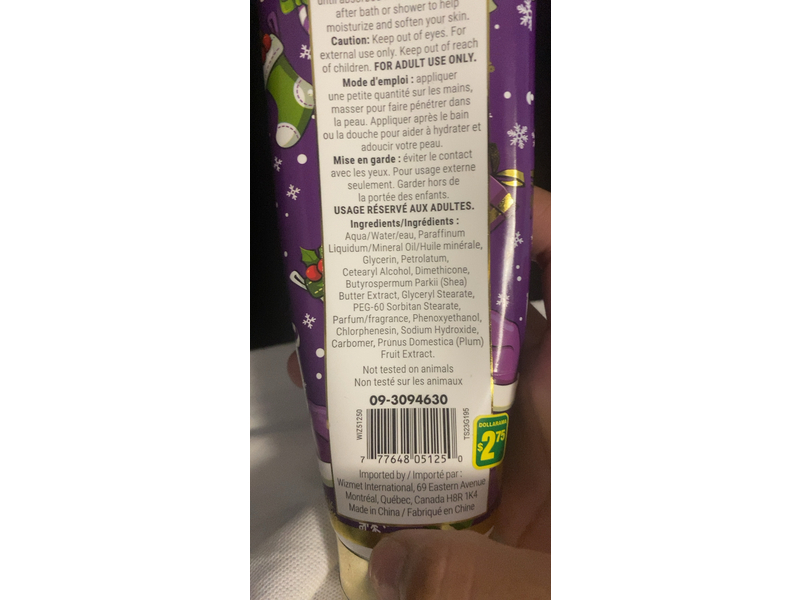 until absorbed
after bath or shower to help
moisturize and soften your skin.
Caution: Keep out of eyes. For
external use only. Keep out of reach
of children. FOR ADULT USE ONLY.
Mode d'emploi : appliquer
une petite quantité sur les mains,
masser pour faire pénétrer dans
la peau. Appliquer après le bain
ou la douche pour aider à hydrater et
adoucir votre peau.
Mise en garde : éviter le contact
avec les yeux. Pour usage externe
seulement. Garder hors de
la portée des enfants.
USAGE RÉSERVÉ AUX ADULTES.
Ingredients/Ingrédients :
Aqua/Water/eau, Paraffinum
Liquidum/Mineral Oil/Huile minérale,
Glycerin, Petrolatum,
Cetearyl Alcohol, Dimethicone,
Butyrospermum Parkii (Shea)
Butter Extract, Glyceryl Stearate,
PEG-60 Sorbitan Stearate,
Parfum/fragrance, Phenoxyethanol,
Chlorphenesin, Sodium Hydroxide,
Carbomer, Prunus Domestica (Plum)
Fruit Extract.
Not tested on animals
Non testé sur les animaux
09-3094630
WIZ51250
TS23G195
7 77648 05125 0
DOLLARAMA
$2.75
Imported by / Importé par :
Wizmet International, 69 Eastern Avenue
Montréal, Québec, Canada H8R 1K4
Made in China / Fabriqué en Chine